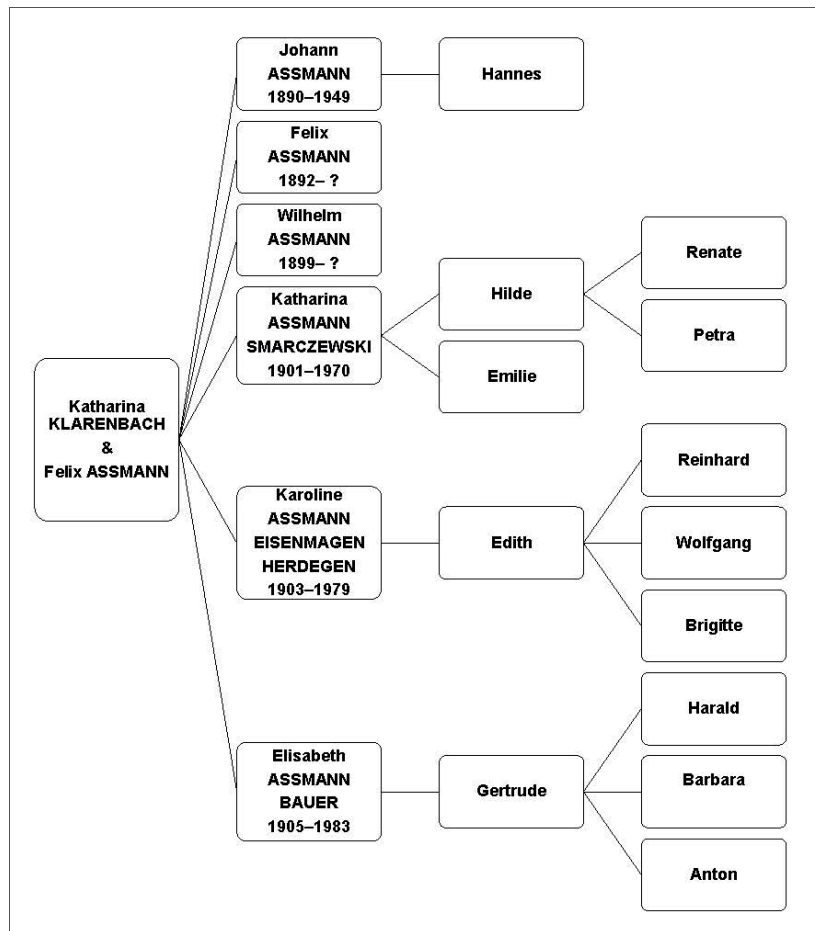 Johann
ASSMANN
1890–1949
Hannes
Felix
ASSMANN
1892– ?
Wilhelm
ASSMANN
1899– ?
Katharina
ASSMANN
SMARCZEWSKI
1901–1970
Hilde
Emilie
Renate
Petra
Katharina
KLARENBACH
&
Felix ASSMANN
Karoline
ASSMANN
EISENMAGEN
HERDEGEN
1903–1979
Edith
Reinhard
Wolfgang
Brigitte
Elisabeth
ASSMANN
BAUER
1905–1983
Gertrude
Harald
Barbara
Anton